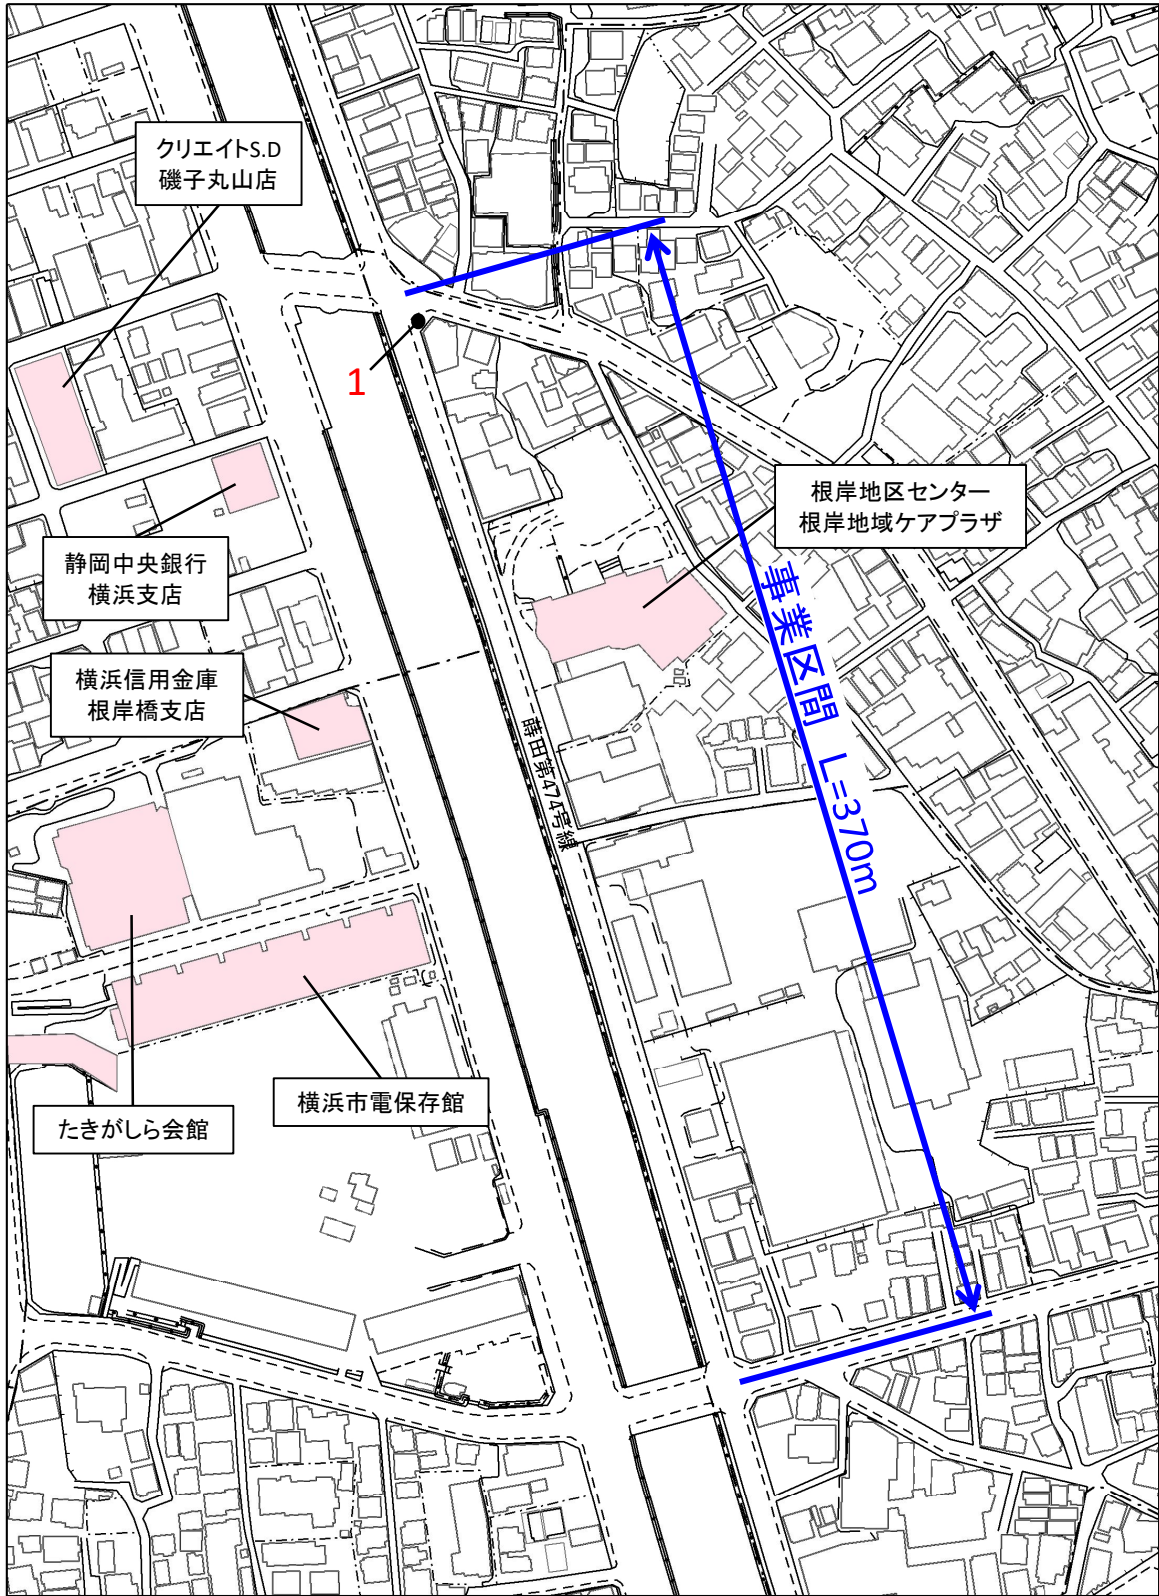 クリエイトS.D
磯子丸山店
1
根岸地区センター
根岸地域ケアプラザ
静岡中央銀行
横浜支店
事業区間 L=370m
横浜信用金庫
根岸橋支店
蒔田第474号線
横浜市電保存館
たきがしら会館